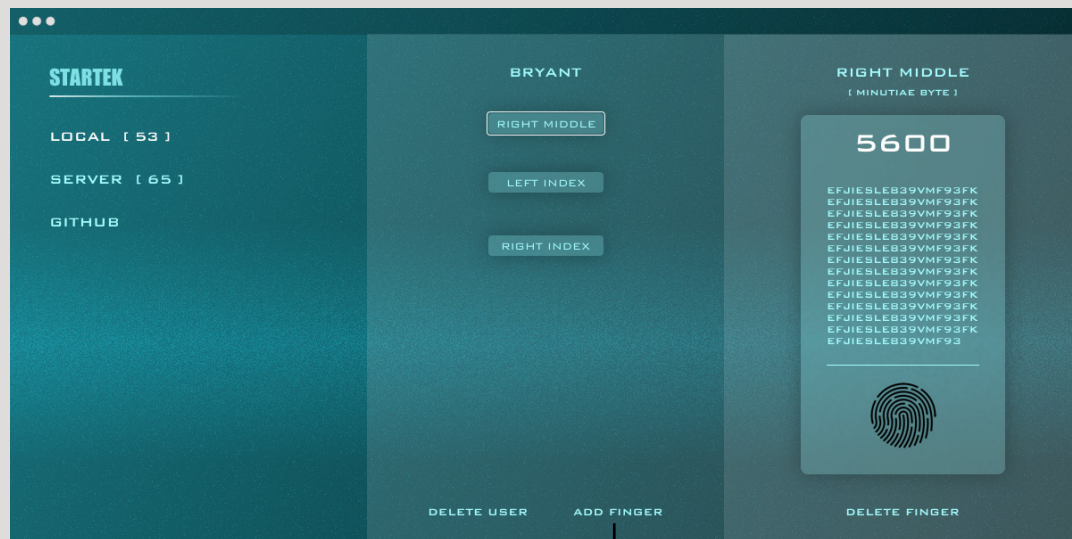 STARTEK
LOCAL [ 53 ]
SERVER [ 65 ]
GITHUB
BRYANT
RIGHT MIDDLE
LEFT INDEX
RIGHT INDEX
DELETE USER
ADD FINGER
RIGHT MIDDLE
[ MINUTIAE BYTE ]
5600
EFJIESLE839VMF93FK
EFJIESLE839VMF93FK
EFJIESLE839VMF93FK
EFJIESLE839VMF93FK
EFJIESLE839VMF93FK
EFJIESLE839VMF93FK
EFJIESLE839VMF93FK
EFJIESLE839VMF93FK
EFJIESLE839VMF93FK
EFJIESLE839VMF93FK
EFJIESLE839VMF93FK
EFJIESLE839VMF93FK
EFJIESLE839VMF93FK
EFJIESLE839VMF93
DELETE FINGER